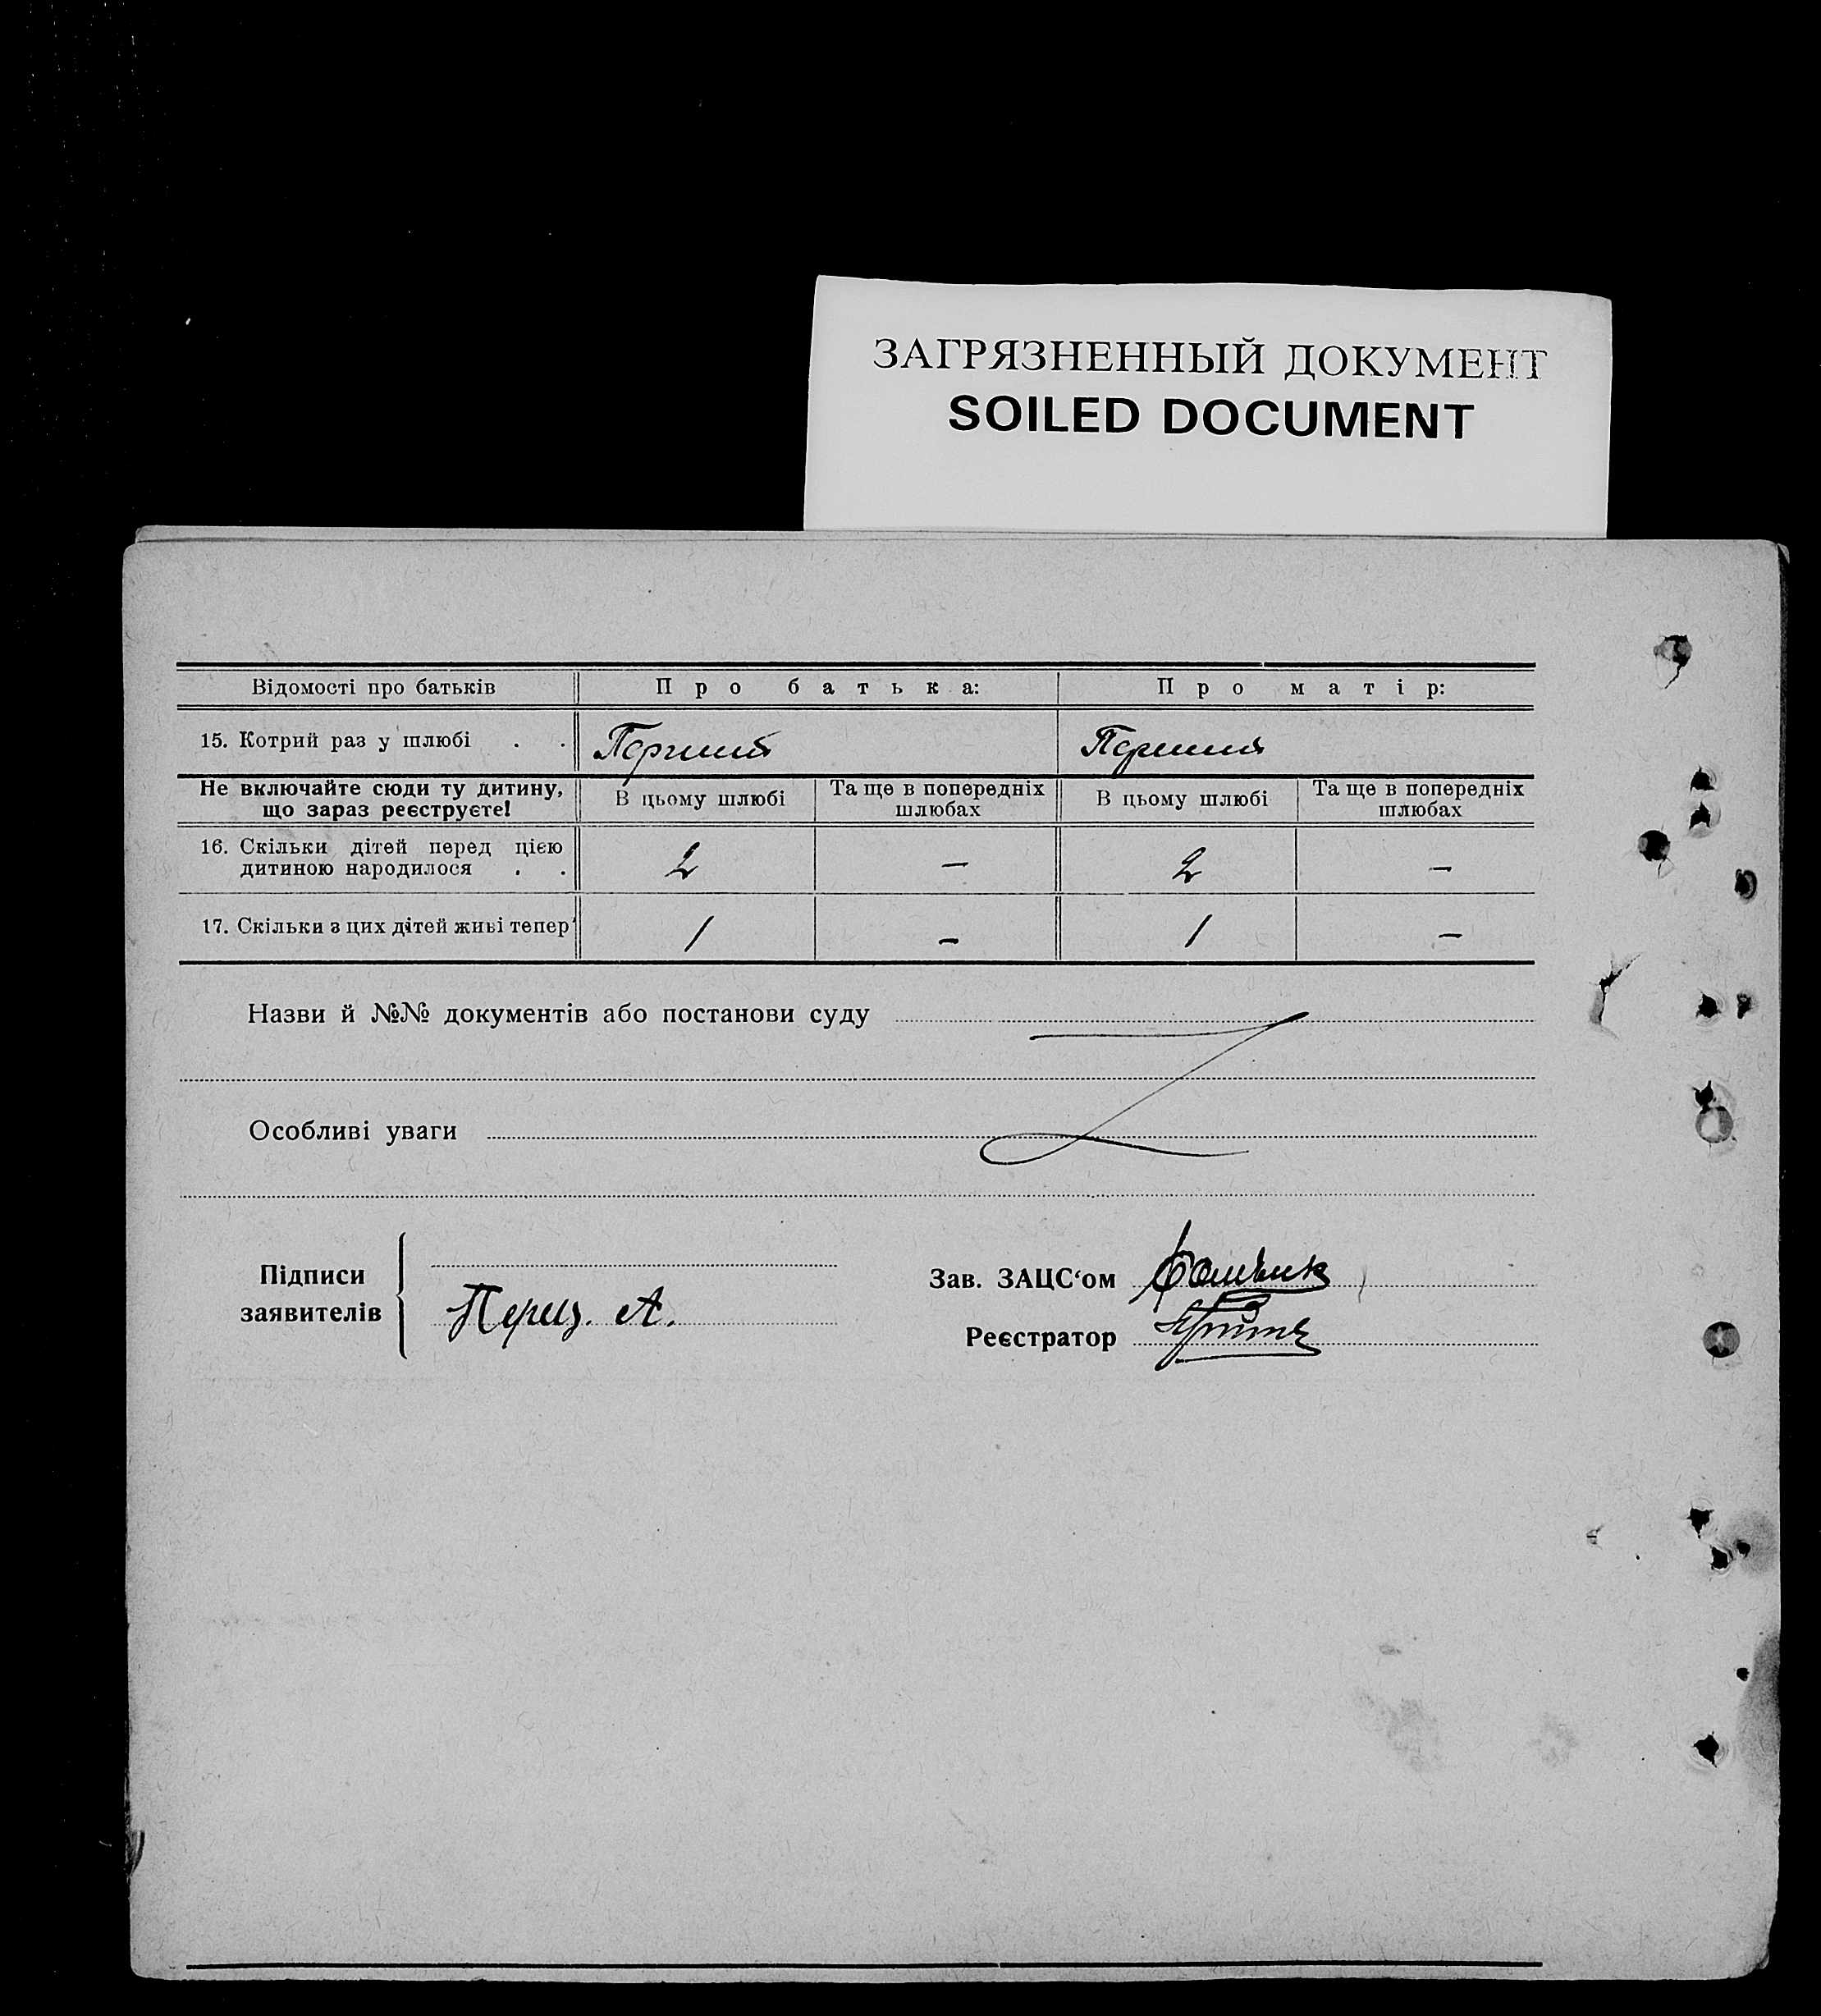 ЗАГРЯЗНЕННЫЙ ДОКУМЕНТ
SOILED DOCUMENT
Відомості про батьків Про батька: Про матір:
15. Котрий раз у шлюбі . . Перший Перший
Не включайте сюди ту дитину, що зараз реєструєте! В цьому шлюбі Та ще в попередніх шлюбах В цьому шлюбі Та ще в попередніх шлюбах
16. Скільки дітей перед цією
дитиною народилося . . 2 — 2 —
17. Скільки з цих дітей живі тепер 1 — 1 —
Назви й №№ документів або постанови суду
Особливі уваги
Підписи заявителів
Перец. А.
Зав. ЗАЦС‘ом
Реєстратор